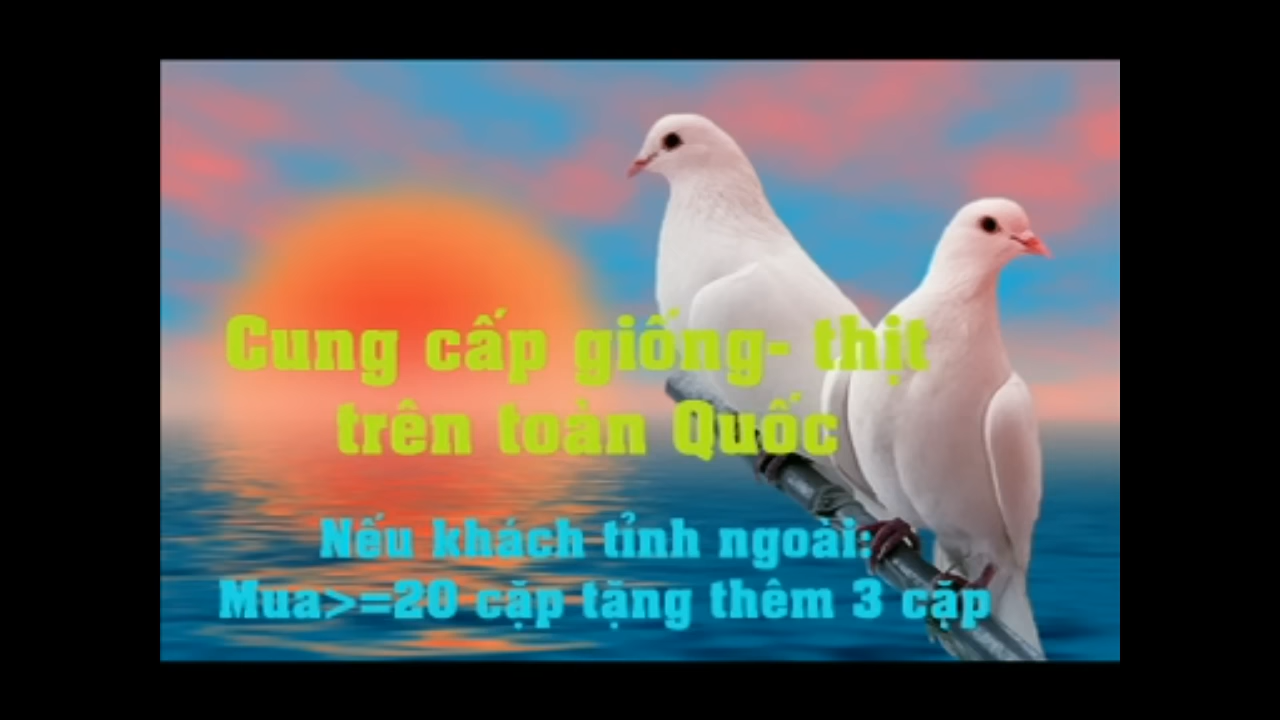 Cung cấp giống- thịt
trên toàn Quốc
Nếu khách tỉnh ngoài:
Mua>=20 cặp tặng thêm 3 cặp